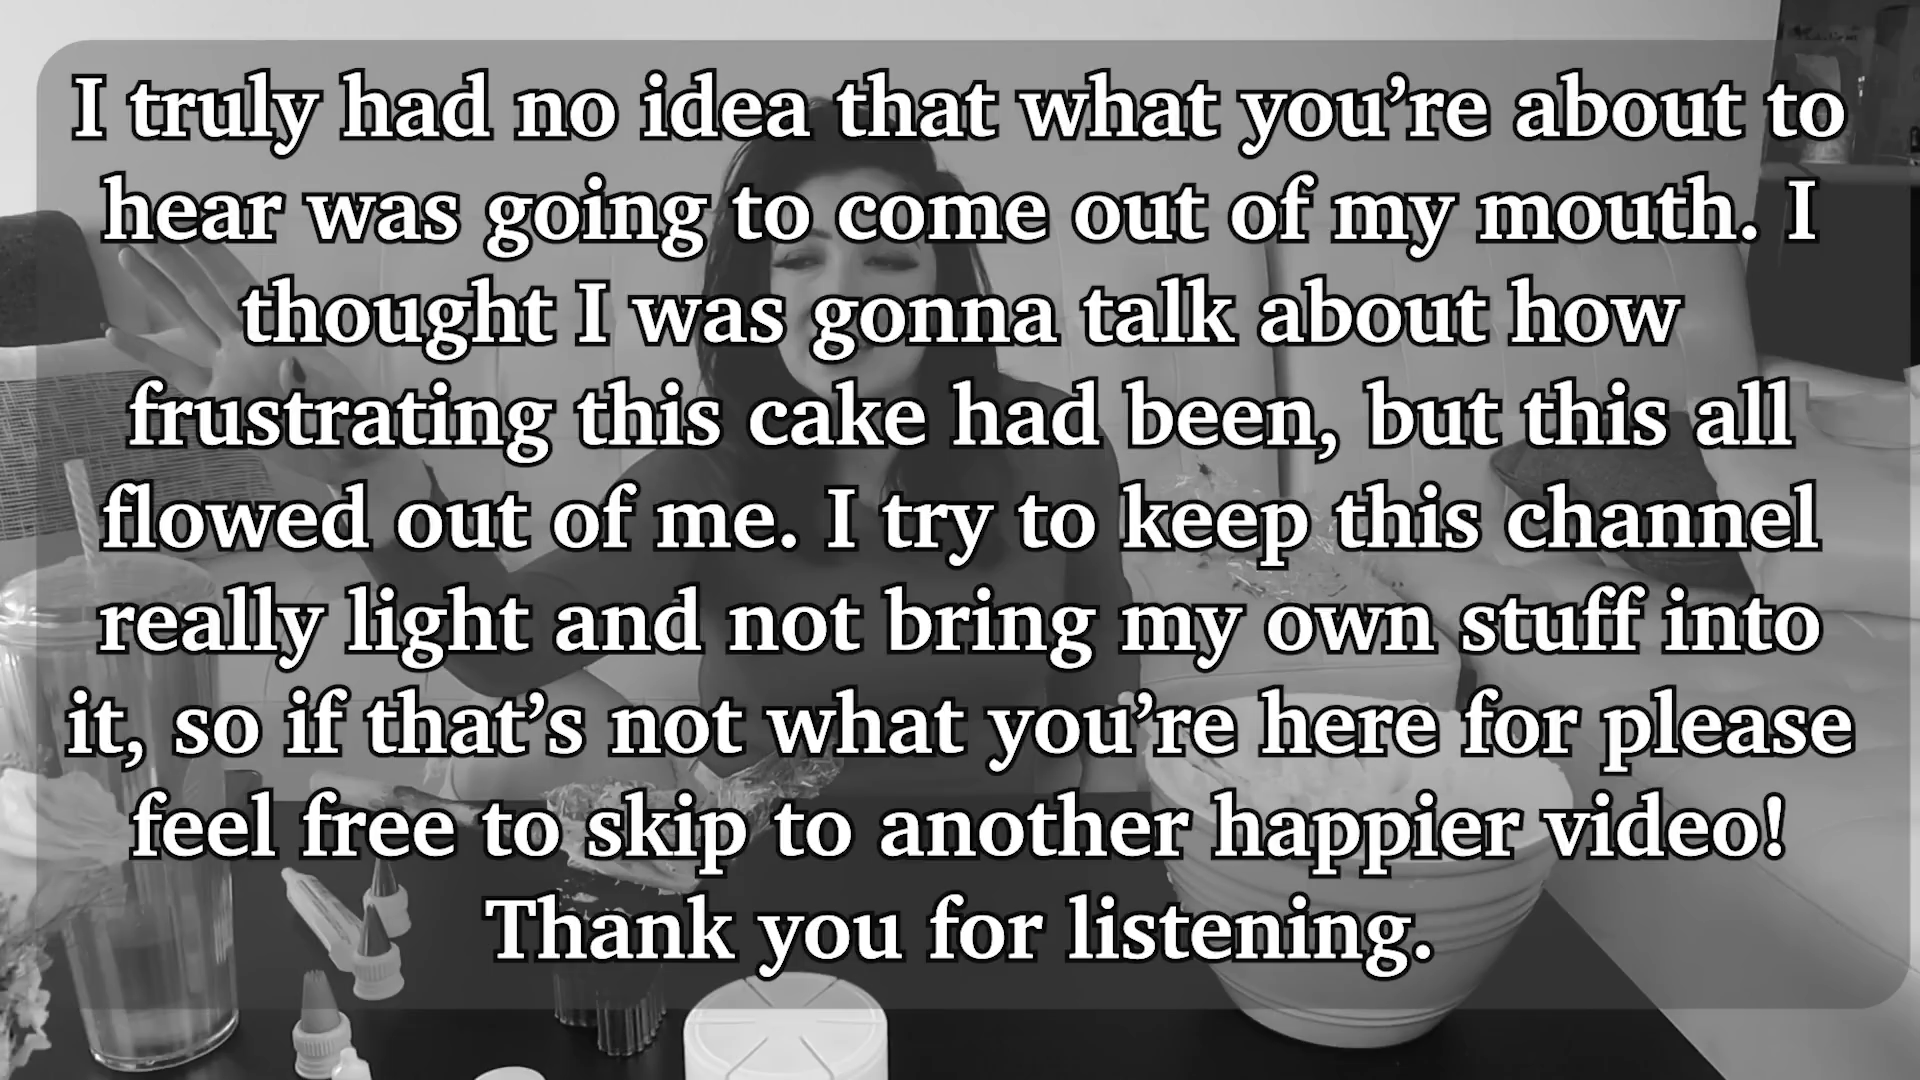 I truly had no idea that what you’re about to
hear was going to come out of my mouth. I
thought I was gonna talk about how
frustrating this cake had been, but this all
flowed out of me. I try to keep this channel
really light and not bring my own stuff into
it, so if that’s not what you’re here for please
feel free to skip to another happier video!
Thank you for listening.